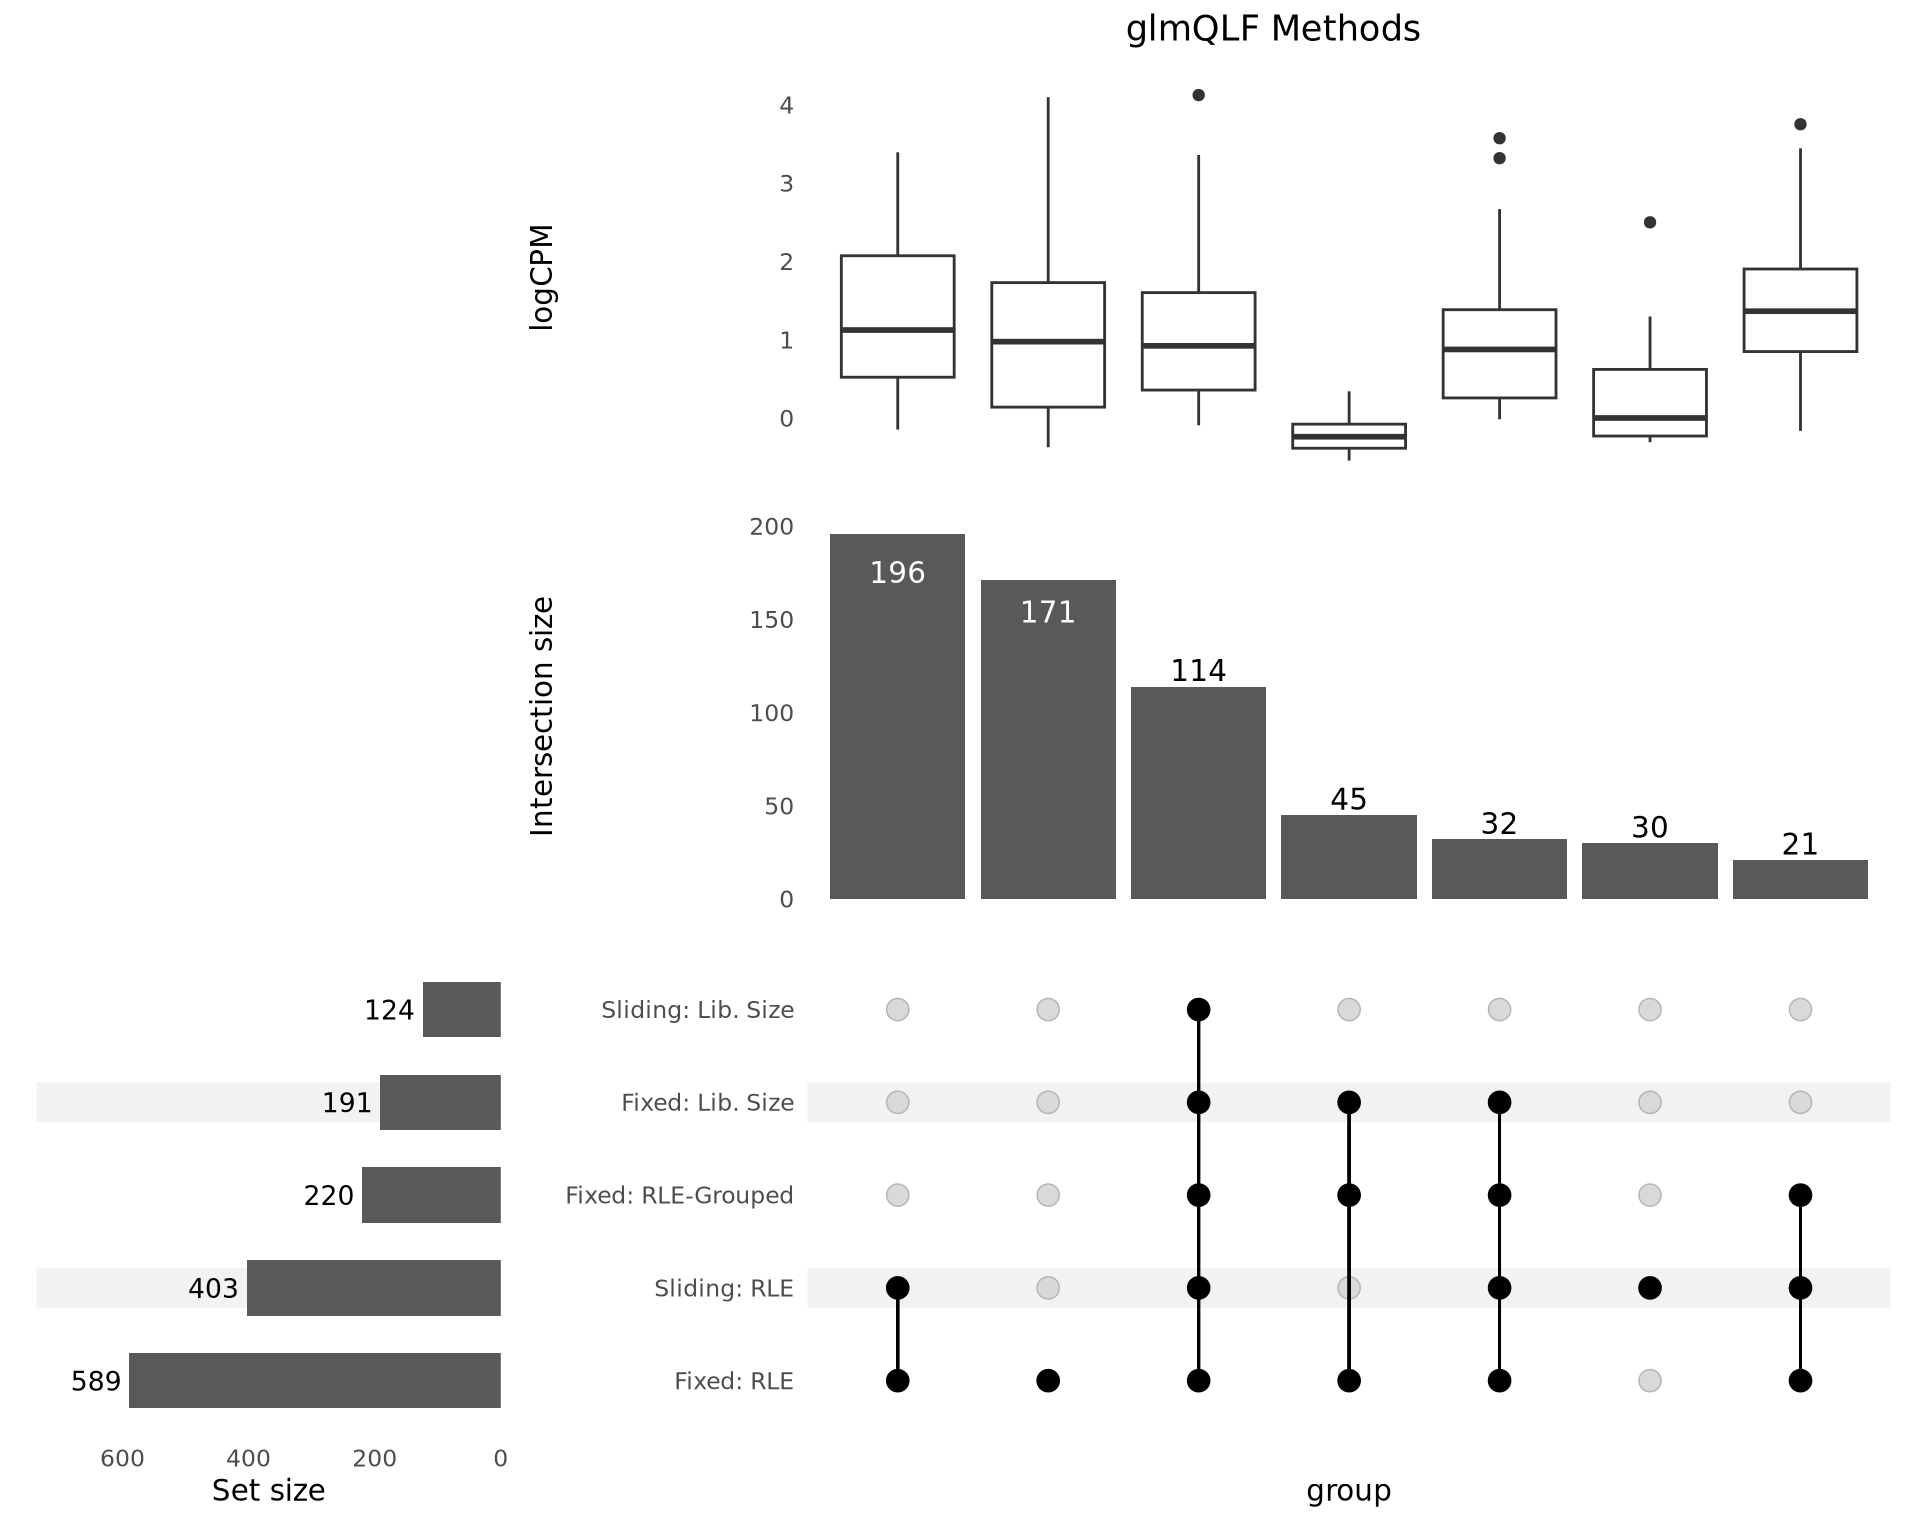 glmQLF Methods
logCPM
4
3
2
1
0
Intersection size
200
150
100
50
0
196
171
114
45
32
30
21
124
191
220
403
589
Sliding: Lib. Size
Fixed: Lib. Size
Fixed: RLE-Grouped
Sliding: RLE
Fixed: RLE
600 400 200 0
Set size
group